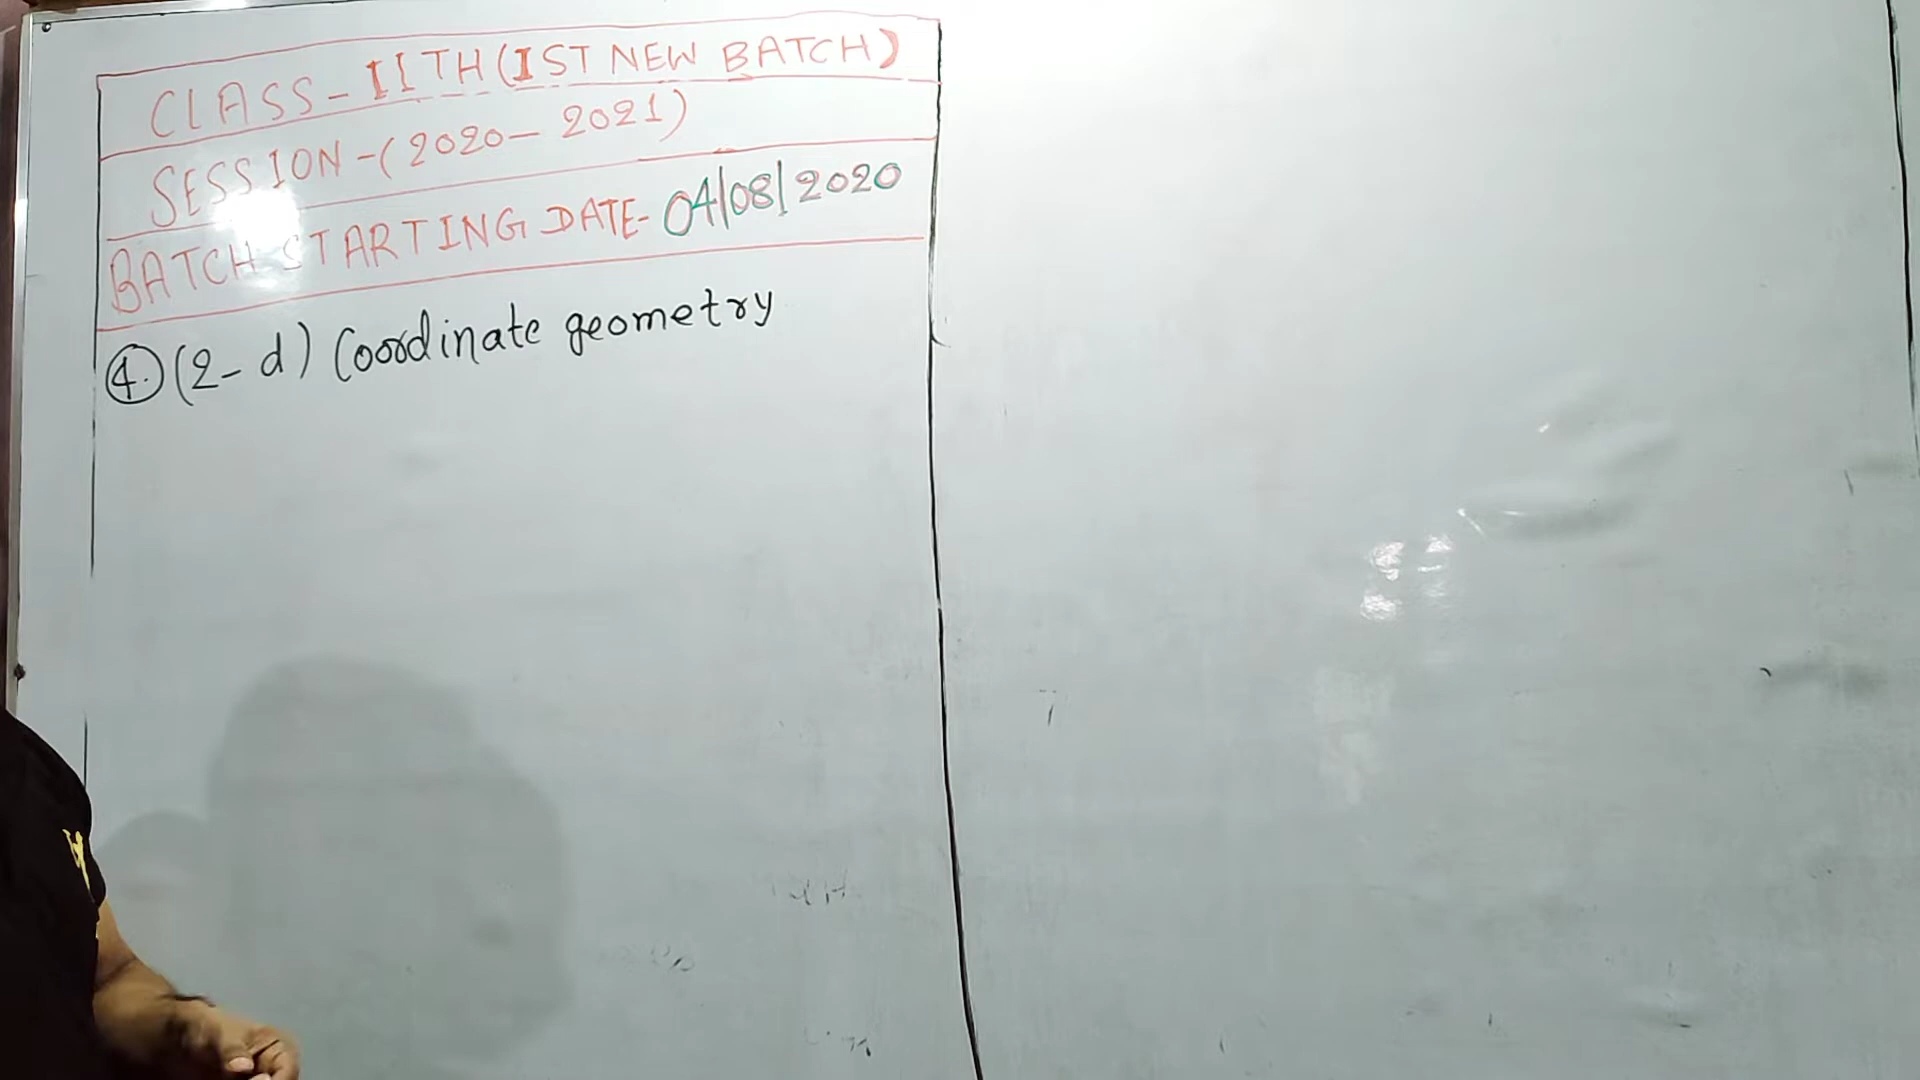 CLASS-11TH (1ST NEW BATCH)
SESSION-(2020-2021)
BATCH STARTING DATE-04/08/2020
④.(2-d) Coordinate geometry